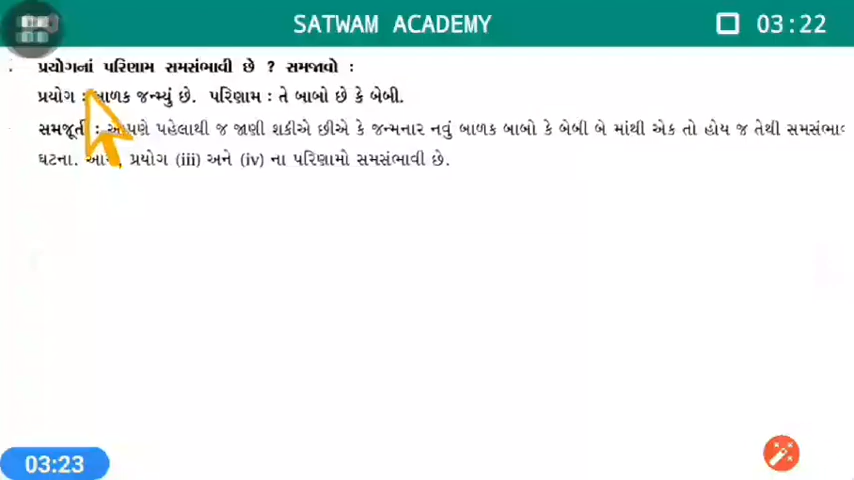 SATWAM ACADEMY
03:22
પ્રયોગનાં પરિણામ સમસંભાવી છે ? સમજાવો :
પ્રયોગ : બાળક જન્મ્યું છે. પરિણામ : તે બાબો છે કે બેબી.
સમજૂતી : આપણે પહેલાથી જ જાણી શકીએ છીએ કે જન્મનાર નવું બાળક બાબો કે બેબી બે માંથી એક તો હોય જ તેથી
ઘટના. પ્રયોગ (iii) અને (iv) ના પરિણામો સમસંભાવી છે.
03:23